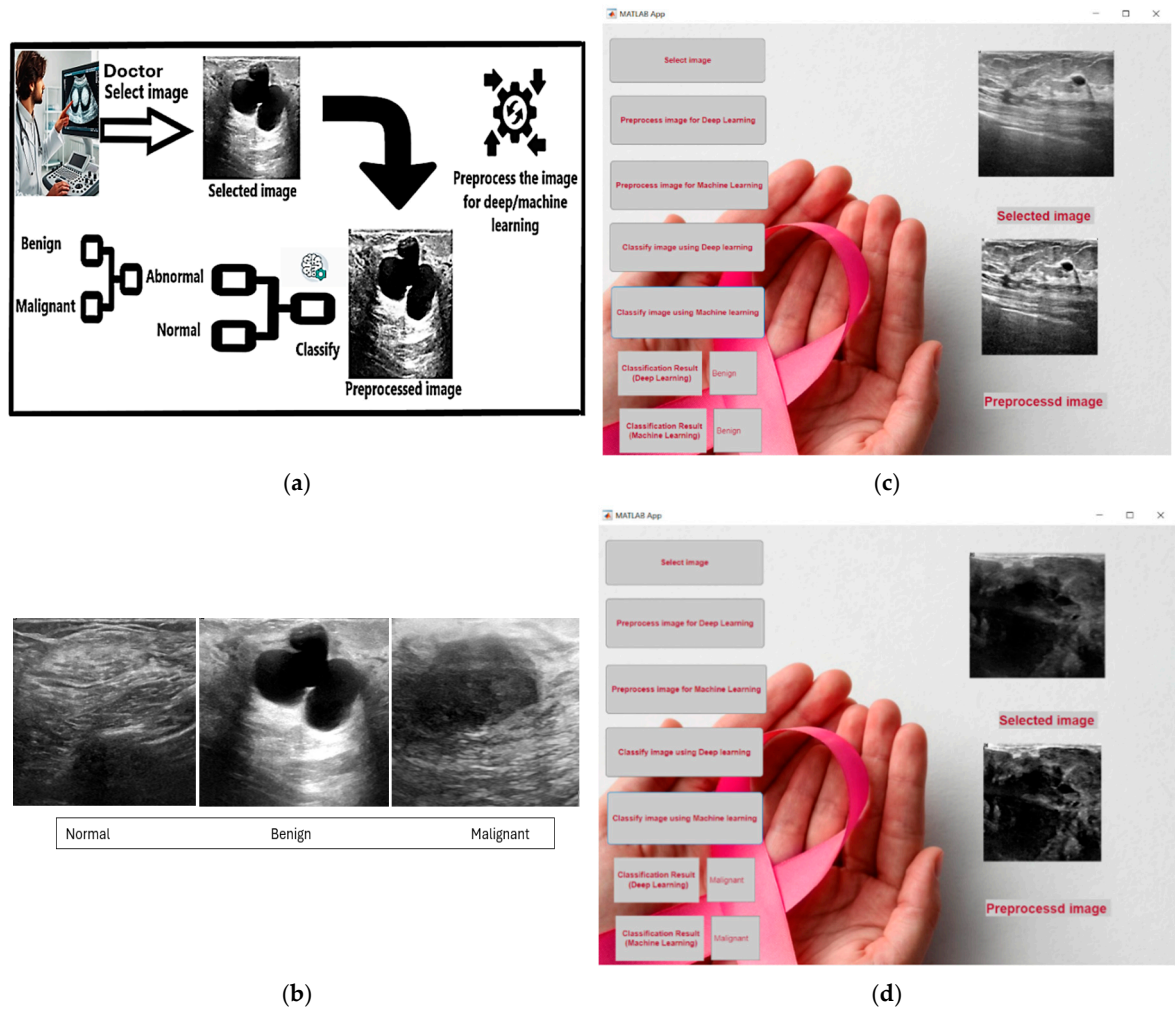 Doctor
Select image
Selected image
Preprocess the image
for deep/machine
learning
Benign
Malignant
Abnormal
Normal
Classify
Preprocessed image
(a)
MATLAB App
Select image
Preprocess image for Deep Learning
Preprocess image for Machine Learning
Classify image using Deep learning
Classify image using Machine learning
Classification Result
(Deep Learning)
Benign
Classification Result
(Machine Learning)
Benign
Selected image
Preprocessd image
(c)
Normal
Benign
Malignant
(b)
MATLAB App
Select image
Preprocess image for Deep Learning
Preprocess image for Machine Learning
Classify image using Deep learning
Classify image using Machine learning
Classification Result
(Deep Learning)
Malignant
Classification Result
(Machine Learning)
Malignant
Selected image
Preprocessd image
(d)